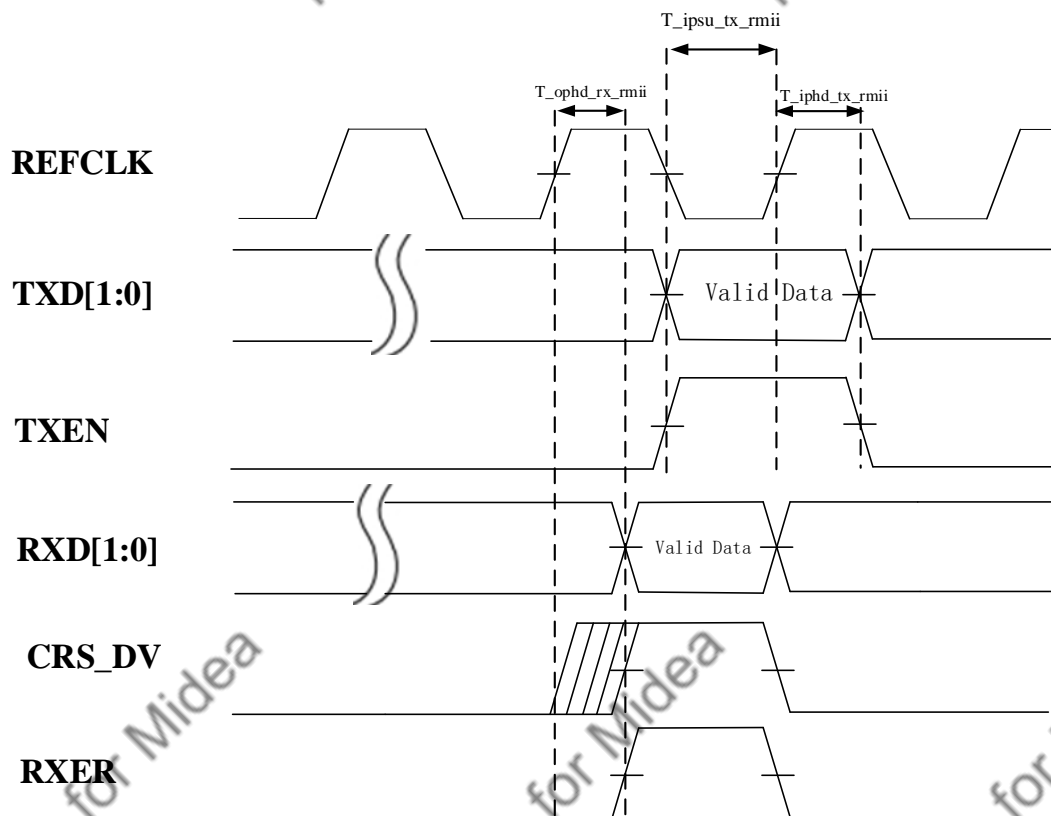 T_ipsu_tx_rmii
T_ophd_rx_rmii
T_iphd_tx_rmii
REFCLK
TXD[1:0]
Valid Data
TXEN
RXD[1:0]
Valid Data
CRS_DV
for Midea
for Midea
RXER
for